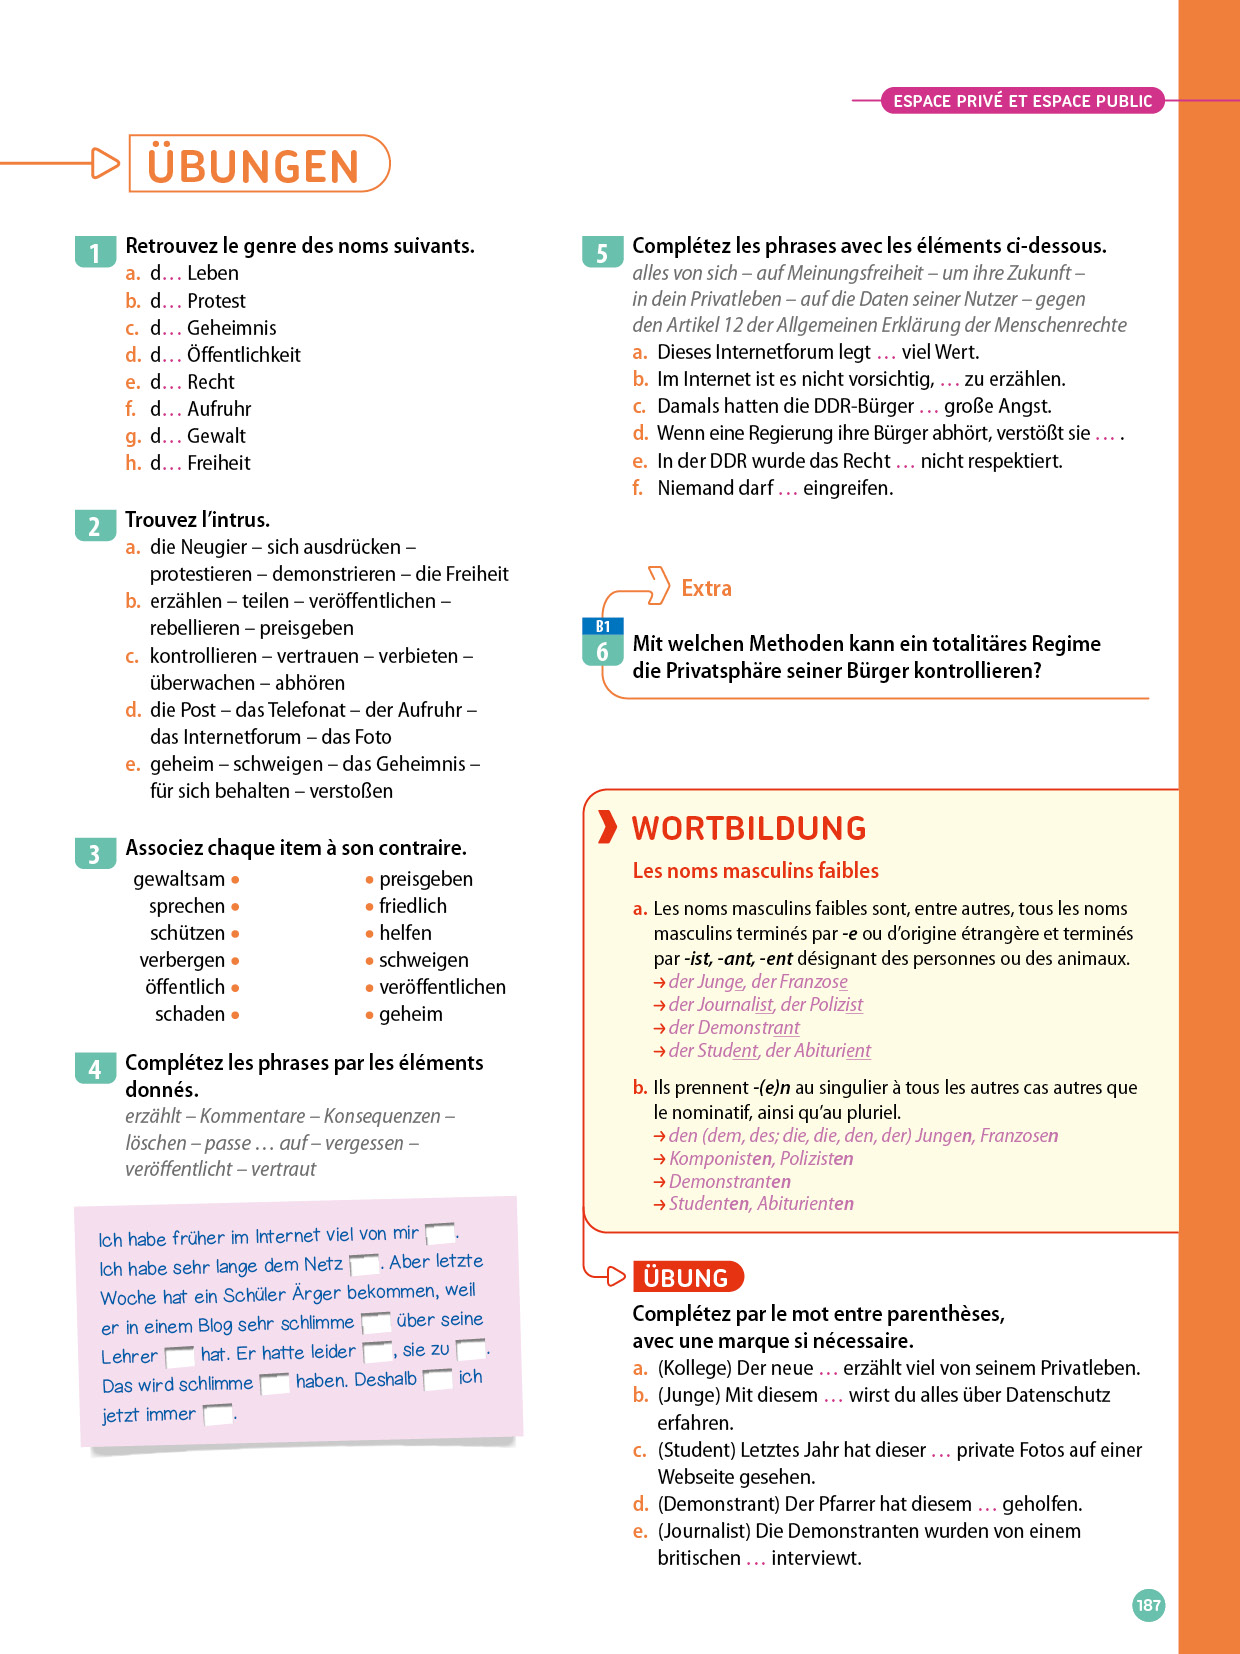 ESPACE PRIVÉ ET ESPACE PUBLIC
ÜBUNGEN
1 Retrouvez le genre des noms suivants.
a. d… Leben
b. d… Protest
c. d… Geheimnis
d. d… Öffentlichkeit
e. d… Recht
f. d… Aufruhr
g. d… Gewalt
h. d… Freiheit
2 Trouvez l’intrus.
a. die Neugier – sich ausdrücken –
protestieren – demonstrieren – die Freiheit
b. erzählen – teilen – veröffentlichen –
rebellieren – preisgeben
c. kontrollieren – vertrauen – verbieten –
überwachen – abhören
d. die Post – das Telefonat – der Aufruhr –
das Internetforum – das Foto
e. geheim – schweigen – das Geheimnis –
für sich behalten – verstoßen
3 Associez chaque item à son contraire.
gewaltsam • • preisgeben
sprechen • • friedlich
schützen • • helfen
verbergen • • schweigen
öffentlich • • veröffentlichen
schaden • • geheim
4 Complétez les phrases par les éléments
donnés.
erzählt – Kommentare – Konsequenzen –
löschen – passe … auf – vergessen –
veröffentlicht – vertraut
Ich habe früher im Internet viel von mir .
Ich habe sehr lange dem Netz . Aber letzte
Woche hat ein Schüler Ärger bekommen, weil
er in einem Blog sehr schlimme über seine
Lehrer hat. Er hatte leider , sie zu .
Das wird schlimme haben. Deshalb ich
jetzt immer .
5 Complétez les phrases avec les éléments ci-dessous.
alles von sich – auf Meinungsfreiheit – um ihre Zukunft –
in dein Privatleben – auf die Daten seiner Nutzer – gegen
den Artikel 12 der Allgemeinen Erklärung der Menschenrechte
a. Dieses Internetforum legt … viel Wert.
b. Im Internet ist es nicht vorsichtig, … zu erzählen.
c. Damals hatten die DDR-Bürger … große Angst.
d. Wenn eine Regierung ihre Bürger abhört, verstößt sie … .
e. In der DDR wurde das Recht … nicht respektiert.
f. Niemand darf … eingreifen.
Extra
B1
6 Mit welchen Methoden kann ein totalitäres Regime
die Privatsphäre seiner Bürger kontrollieren?
WORTBILDUNG
Les noms masculins faibles
a. Les noms masculins faibles sont, entre autres, tous les noms
masculins terminés par -e ou d’origine étrangère et terminés
par -ist, -ant, -ent désignant des personnes ou des animaux.
→ der Junge, der Franzose
→ der Journalist, der Polizist
→ der Demonstrant
→ der Student, der Abiturient
b. Ils prennent -(e)n au singulier à tous les autres cas autres que
le nominatif, ainsi qu’au pluriel.
→ den (dem, des; die, die, den, der) Jungen, Franzosen
→ Komponisten, Polizisten
→ Demonstranten
→ Studenten, Abiturienten
ÜBUNG
Complétez par le mot entre parenthèses,
avec une marque si nécessaire.
a. (Kollege) Der neue … erzählt viel von seinem Privatleben.
b. (Junge) Mit diesem … wirst du alles über Datenschutz
erfahren.
c. (Student) Letztes Jahr hat dieser … private Fotos auf einer
Webseite gesehen.
d. (Demonstrant) Der Pfarrer hat diesem … geholfen.
e. (Journalist) Die Demonstranten wurden von einem
britischen … interviewt.
187